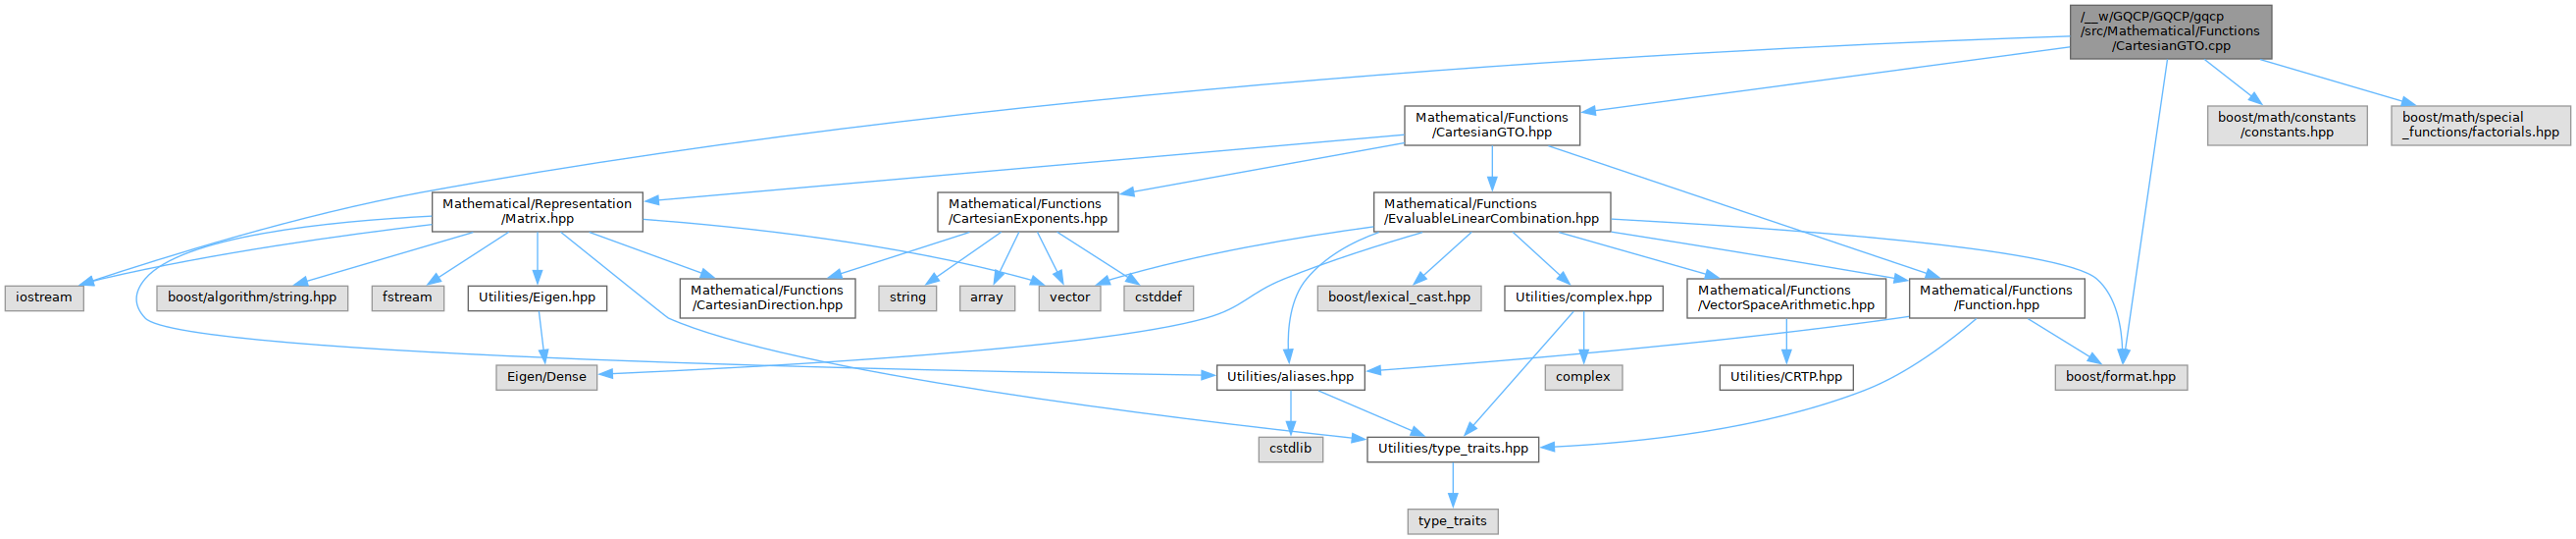 /__w/GQCP/GQCP/gqcp
/src/Mathematical/Functions
/CartesianGTO.cpp
Mathematical/Functions
/CartesianGTO.hpp
boost/math/constants
/constants.hpp
boost/math/special
_functions/factorials.hpp
Mathematical/Representation
/Matrix.hpp
Mathematical/Functions
/CartesianExponents.hpp
Mathematical/Functions
/EvaluableLinearCombination.hpp
iostream
boost/algorithm/string.hpp
fstream
Utilities/Eigen.hpp
Mathematical/Functions
/CartesianDirection.hpp
string
array
vector
cstddef
boost/lexical_cast.hpp
Utilities/complex.hpp
Mathematical/Functions
/VectorSpaceArithmetic.hpp
Mathematical/Functions
/Function.hpp
Eigen/Dense
Utilities/aliases.hpp
complex
Utilities/CRTP.hpp
boost/format.hpp
cstdlib
Utilities/type_traits.hpp
type_traits